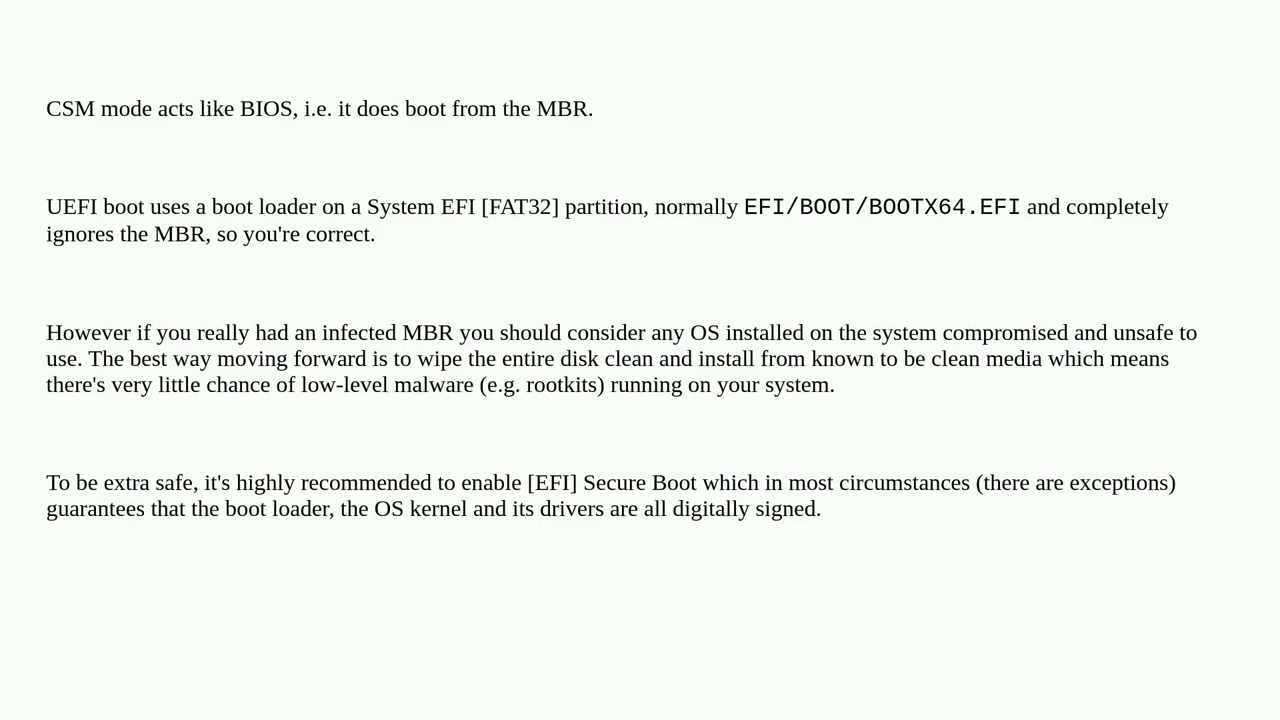 CSM mode acts like BIOS, i.e. it does boot from the MBR.
UEFI boot uses a boot loader on a System EFI [FAT32] partition, normally EFI/BOOT/BOOTX64.EFI and completely
ignores the MBR, so you're correct.
However if you really had an infected MBR you should consider any OS installed on the system compromised and unsafe to
use. The best way moving forward is to wipe the entire disk clean and install from known to be clean media which means
there's very little chance of low-level malware (e.g. rootkits) running on your system.
To be extra safe, it's highly recommended to enable [EFI] Secure Boot which in most circumstances (there are exceptions)
guarantees that the boot loader, the OS kernel and its drivers are all digitally signed.